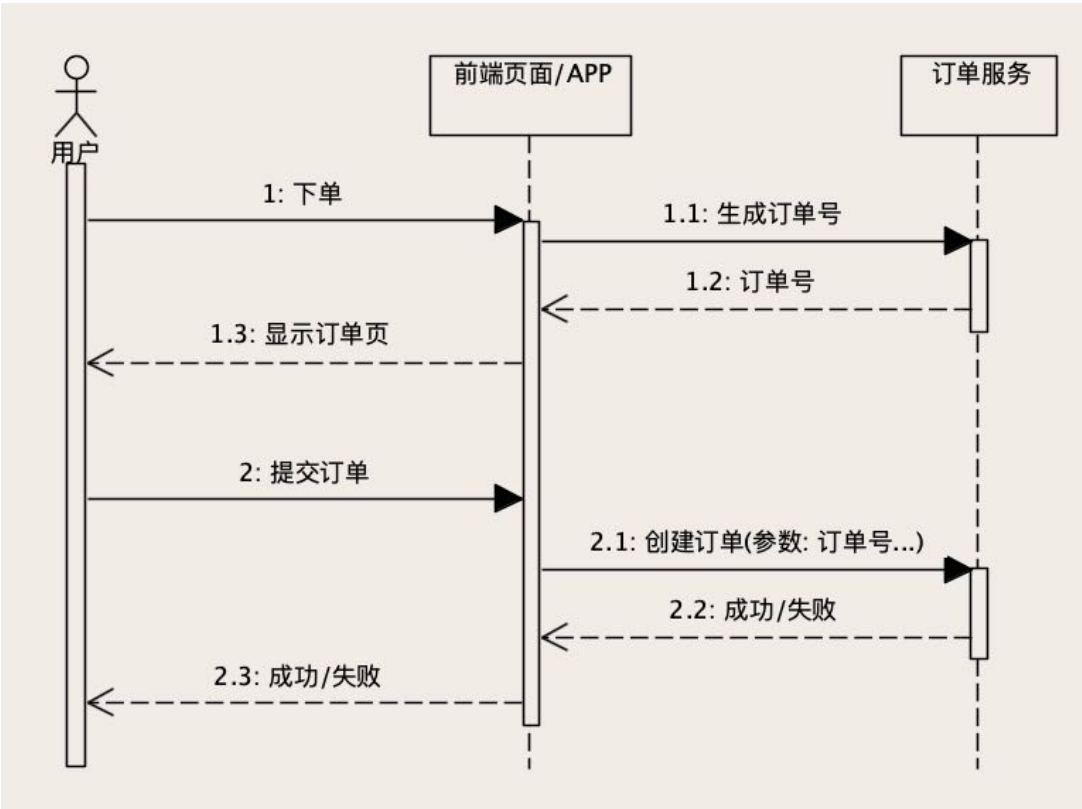 前端页面/APP
订单服务
用户
1: 下单
1.1: 生成订单号
1.2: 订单号
1.3: 显示订单页
2: 提交订单
2.1: 创建订单(参数: 订单号...)
2.2: 成功/失败
2.3: 成功/失败